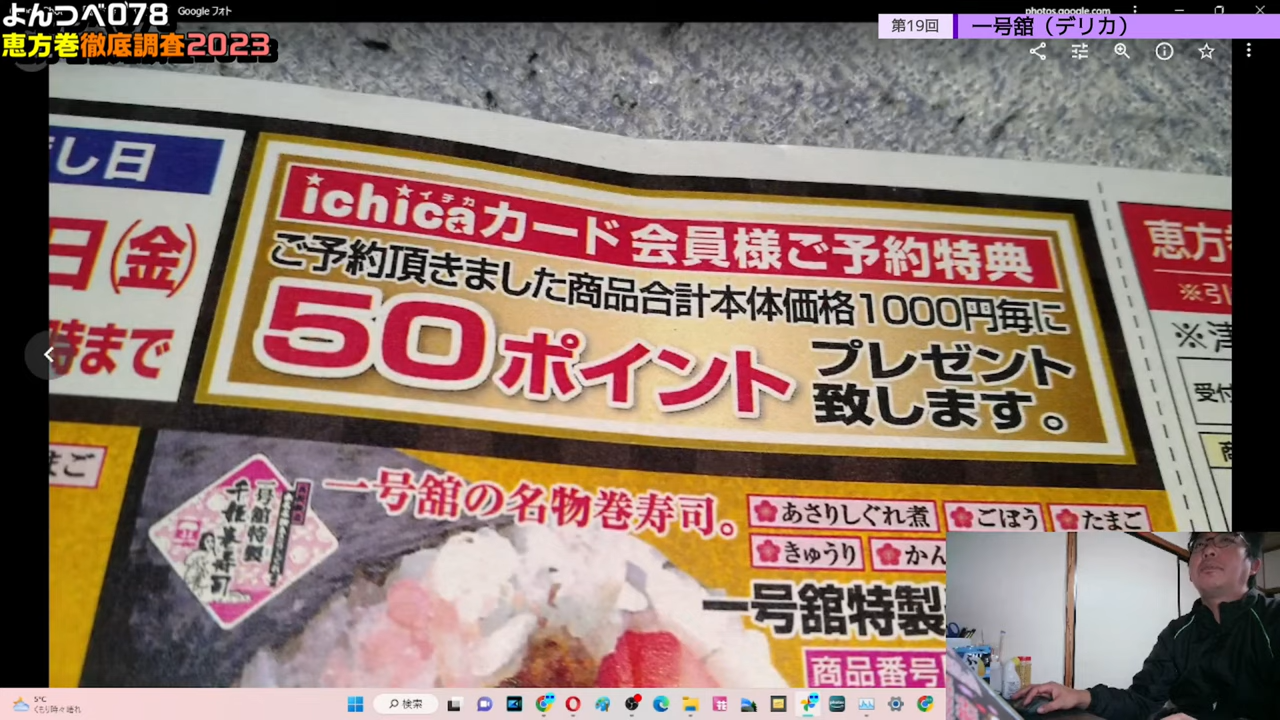 よんつべ078
恵方巻徹底調査2023
Google フォト
photos.google.com
第19回
一号舘（デリカ）
し日
日(金)
時まで
イチカ
ichicaカード会員様ご予約特典
ご予約頂きました商品合計本体価格1000円毎に
50ポイント
プレゼント
致します。
恵方
※引
※
受付
まご
一号舘の名物巻寿司。
一号舘特製
千姫巻寿司
あさりしぐれ煮
ごぼう
たまご
きゅうり
かん
一号舘特製
商品番号
5°C
くもり時々晴れ
検索